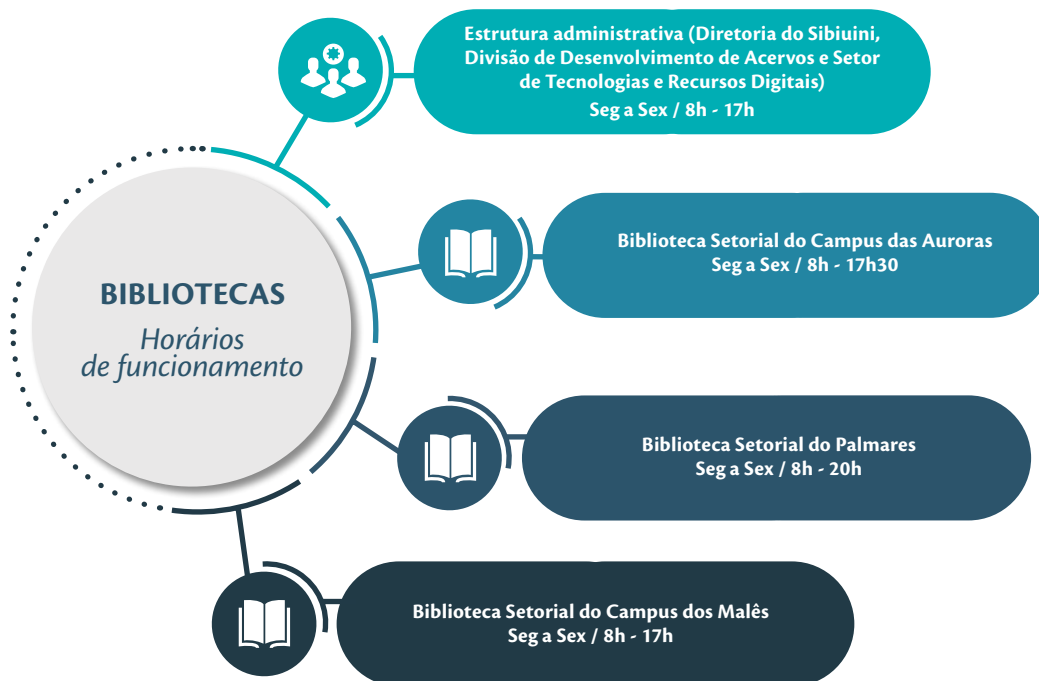 BIBLIOTECAS
Horários
de funcionamento
Estrutura administrativa (Diretoria do Sibiuini,
Divisão de Desenvolvimento de Acervos e Setor
de Tecnologias e Recursos Digitais)
Seg a Sex / 8h - 17h
Biblioteca Setorial do Campus das Auroras
Seg a Sex / 8h - 17h30
Biblioteca Setorial do Palmares
Seg a Sex / 8h - 20h
Biblioteca Setorial do Campus dos Malês
Seg a Sex / 8h - 17h